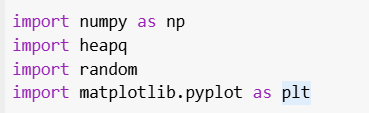 import numpy as np
import heapq
import random
import matplotlib.pyplot as plt